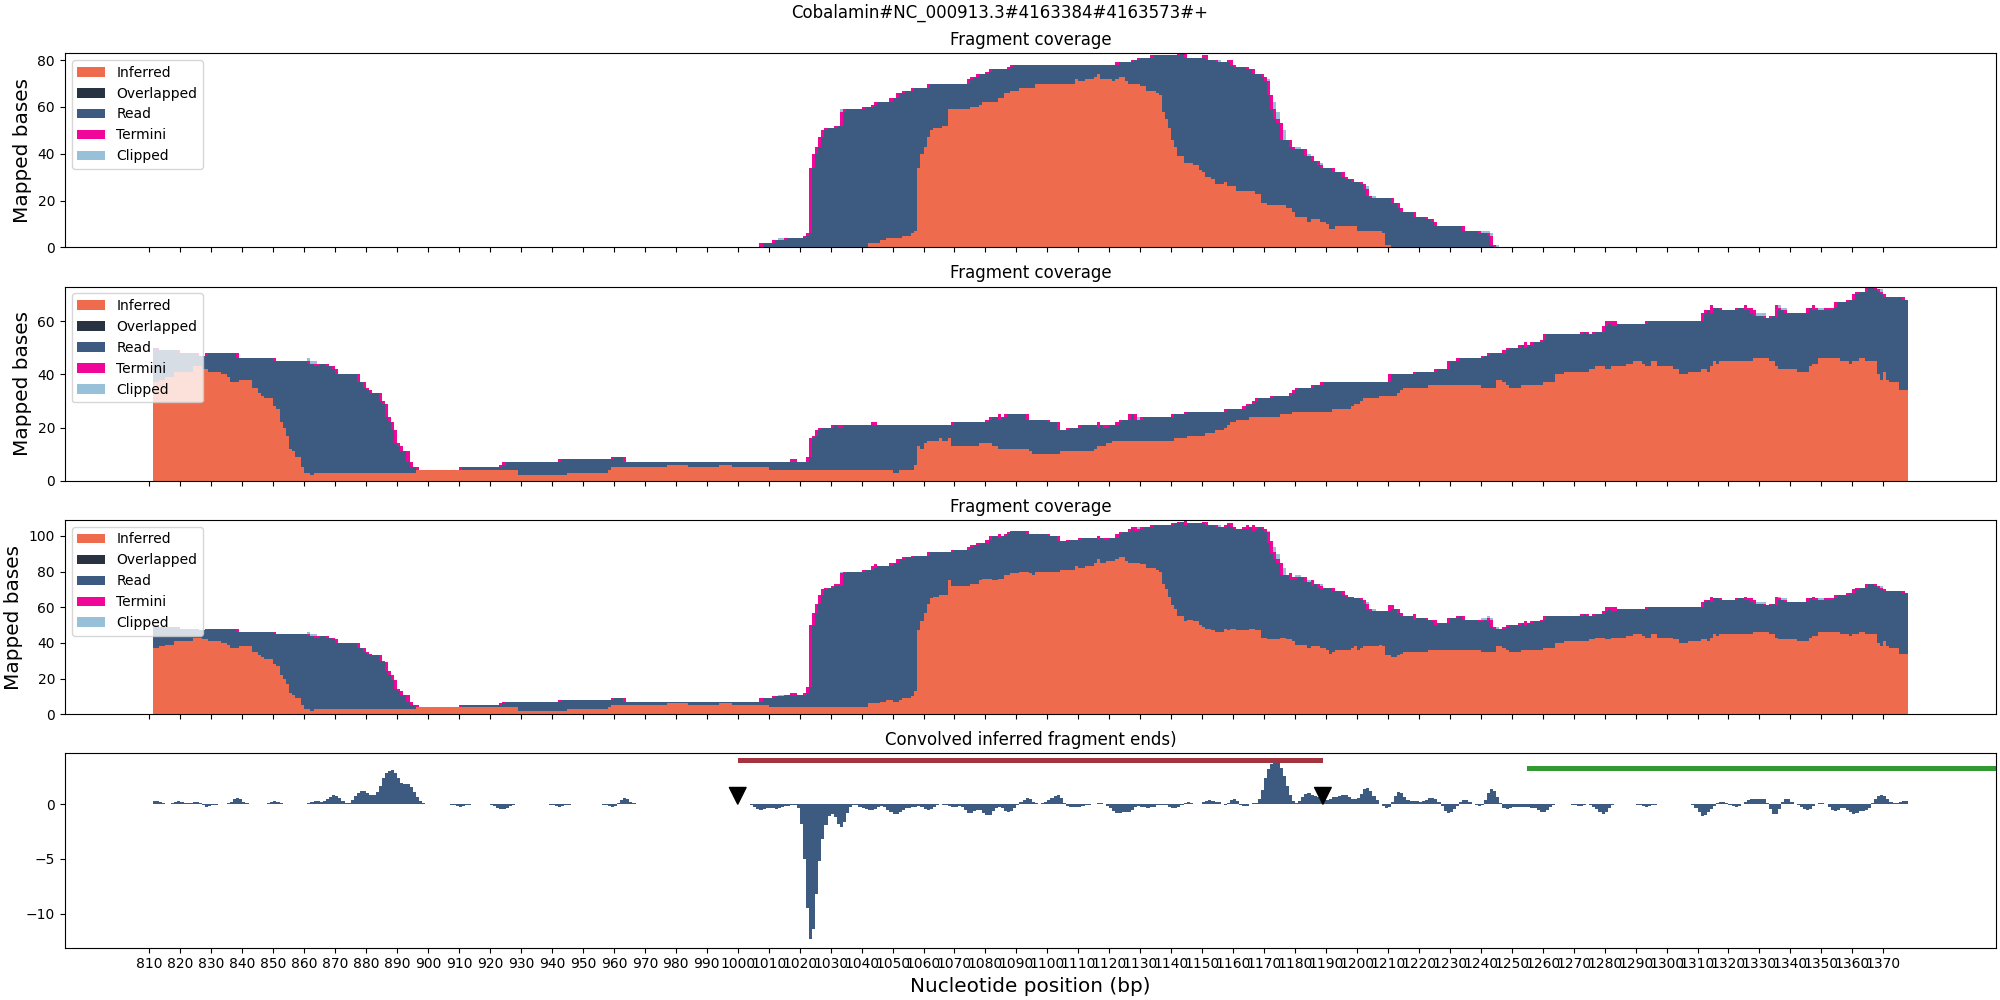 Cobalamin#NC_000913.3#4163384#4163573#+
Fragment coverage
Mapped bases
80
60
40
20
0
Inferred
Overlapped
Read
Termini
Clipped
Fragment coverage
Mapped bases
60
40
20
0
Inferred
Overlapped
Read
Termini
Clipped
Fragment coverage
Mapped bases
100
80
60
40
20
0
Inferred
Overlapped
Read
Termini
Clipped
Convolved inferred fragment ends)
0
−5
−10
810 820 830 840 850 860 870 880 890 900 910 920 930 940 950 960 970 980 990 1000 1010 1020 1030 1040 1050 1060 1070 1080 1090 1100 1110 1120 1130 1140 1150 1160 1170 1180 1190 1200 1210 1220 1230 1240 1250 1260 1270 1280 1290 1300 1310 1320 1330 1340 1350 1360 1370
Nucleotide position (bp)